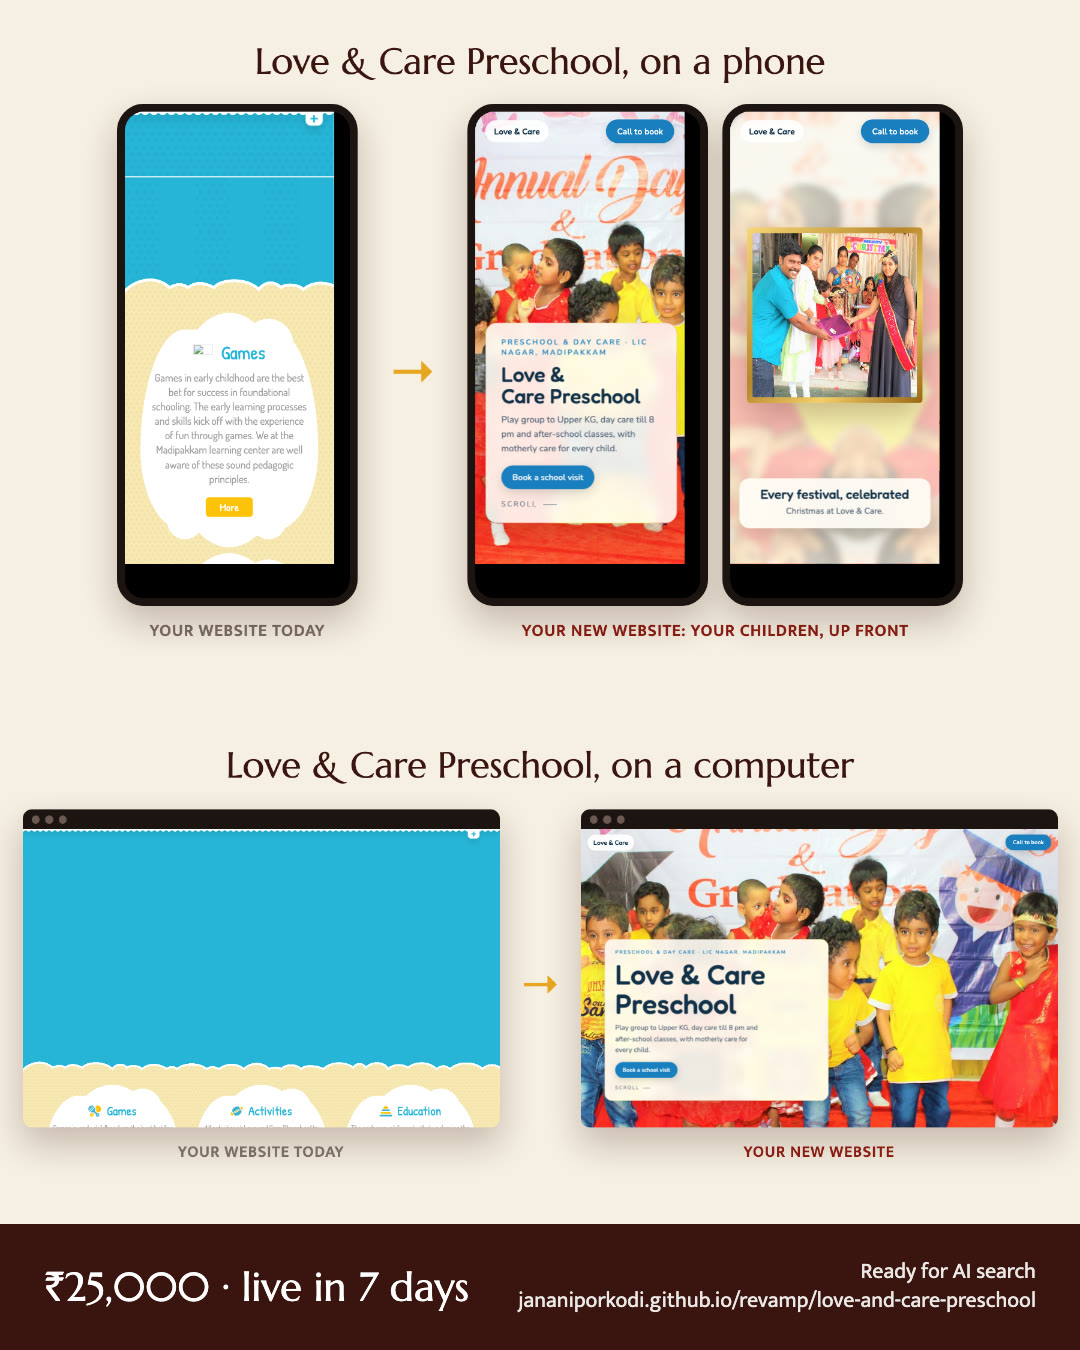 Love & Care Preschool, on a phone
Games
Games in early childhood are the best
bet for success in foundational
schooling. The early learning processes
and skills kick off with the experience
of fun through games. We at the
Madipakkam learning center are well
aware of these sound pedagogic
principles.
More
YOUR WEBSITE TODAY
Love & Care
Call to book
Annual Day
&
Graduation
PRESCHOOL & DAY CARE · LIC
NAGAR, MADIPAKKAM
Love &
Care Preschool
Play group to Upper KG, day care till 8
pm and after-school classes, with
motherly care for every child.
Book a school visit
SCROLL
Love & Care
Call to book
CHRISTMAS
Every festival, celebrated
Christmas at Love & Care.
YOUR NEW WEBSITE: YOUR CHILDREN, UP FRONT
Love & Care Preschool, on a computer
Games
Activities
Education
YOUR WEBSITE TODAY
Love & Care
Call to book
&
Graduation
PRESCHOOL & DAY CARE · LIC NAGAR, MADIPAKKAM
Love & Care
Preschool
Play group to Upper KG, day care till 8 pm and
after-school classes, with motherly care for
every child.
Book a school visit
SCROLL
YOUR NEW WEBSITE
₹25,000 · live in 7 days
Ready for AI search
jananiporkodi.github.io/revamp/love-and-care-preschool